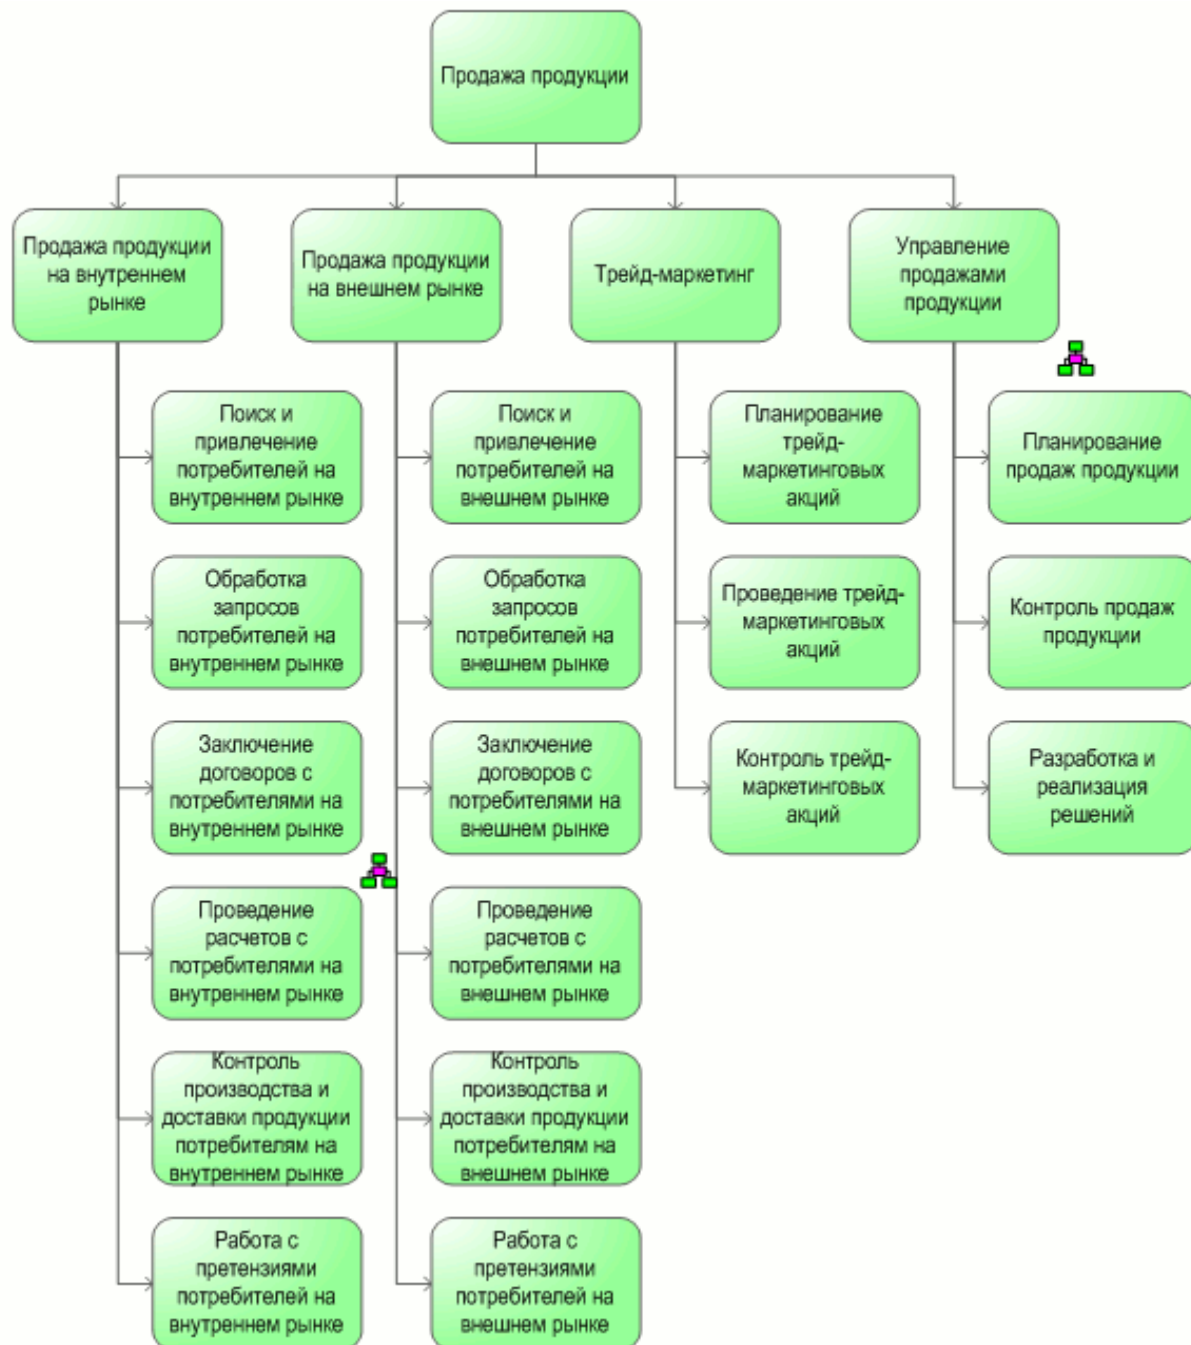 Продажа продукции
Продажа продукции
на внутреннем
рынке
Продажа продукции
на внешнем рынке
Трейд-маркетинг
Управление
продажами
продукции
Поиск и
привлечение
потребителей на
внутреннем рынке
Поиск и
привлечение
потребителей на
внешнем рынке
Планирование
трейд-
маркетинговых
акций
Планирование
продаж продукции
Обработка
запросов
потребителей на
внутреннем рынке
Обработка
запросов
потребителей на
внешнем рынке
Проведение трейд-
маркетинговых
акций
Контроль продаж
продукции
Заключение
договоров с
потребителями на
внутреннем рынке
Заключение
договоров с
потребителями на
внешнем рынке
Контроль трейд-
маркетинговых
акций
Разработка и
реализация
решений
Проведение
расчетов с
потребителями на
внутреннем рынке
Проведение
расчетов с
потребителями на
внешнем рынке
Контроль
производства и
доставки продукции
потребителям на
внутреннем рынке
Контроль
производства и
доставки продукции
потребителям на
внешнем рынке
Работа с
претензиями
потребителей на
внутреннем рынке
Работа с
претензиями
потребителей на
внешнем рынке